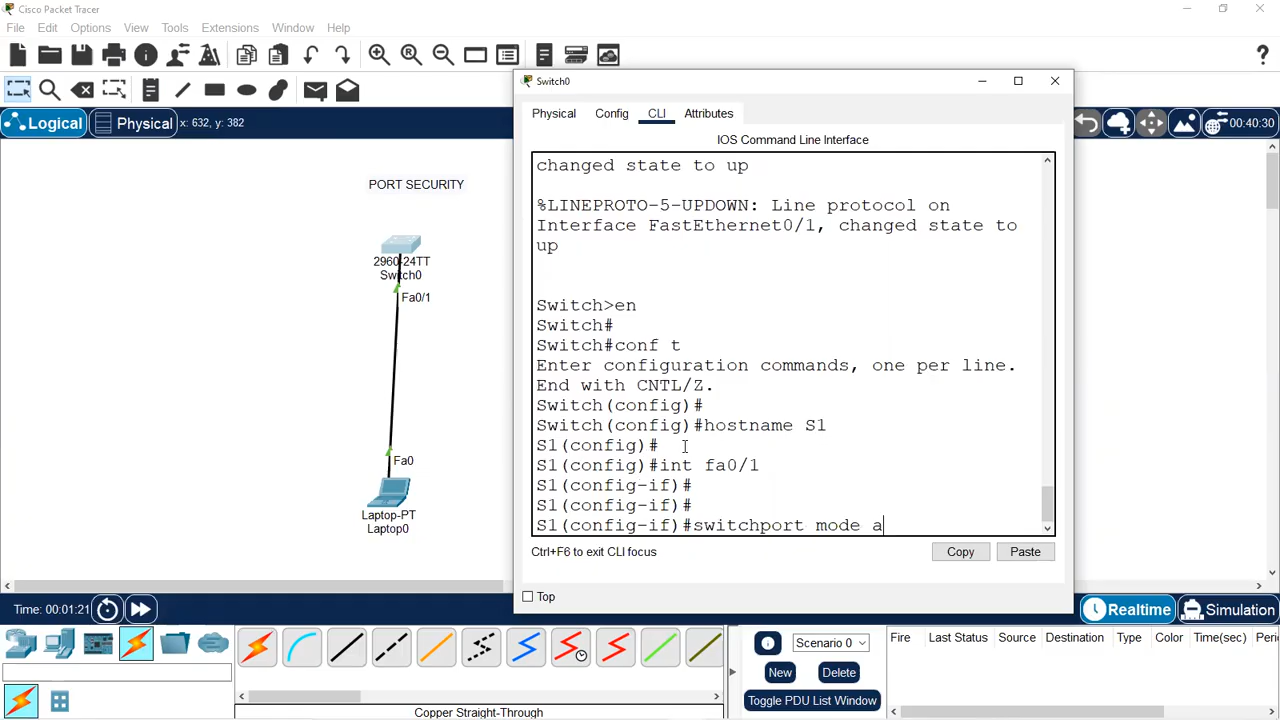 Cisco Packet Tracer
File Edit Options View Tools Extensions Window Help
Logical Physical x: 632, y: 382
00:40:30
PORT SECURITY
2960-24TT
Switch0
Fa0/1
Fa0
Laptop-PT
Laptop0
Switch0
Physical Config CLI Attributes
IOS Command Line Interface
changed state to up
%LINEPROTO-5-UPDOWN: Line protocol on
Interface FastEthernet0/1, changed state to
up
Switch>en
Switch#
Switch#conf t
Enter configuration commands, one per line.
End with CNTL/Z.
Switch(config)#
Switch(config)#hostname S1
S1(config)#
S1(config)#int fa0/1
S1(config-if)#
S1(config-if)#
S1(config-if)#switchport mode a
Ctrl+F6 to exit CLI focus
Copy Paste
Top
Time: 00:01:21
Realtime Simulation
Scenario 0
New Delete
Toggle PDU List Window
Fire Last Status Source Destination Type Color Time(sec) Peri
Copper Straight-Through